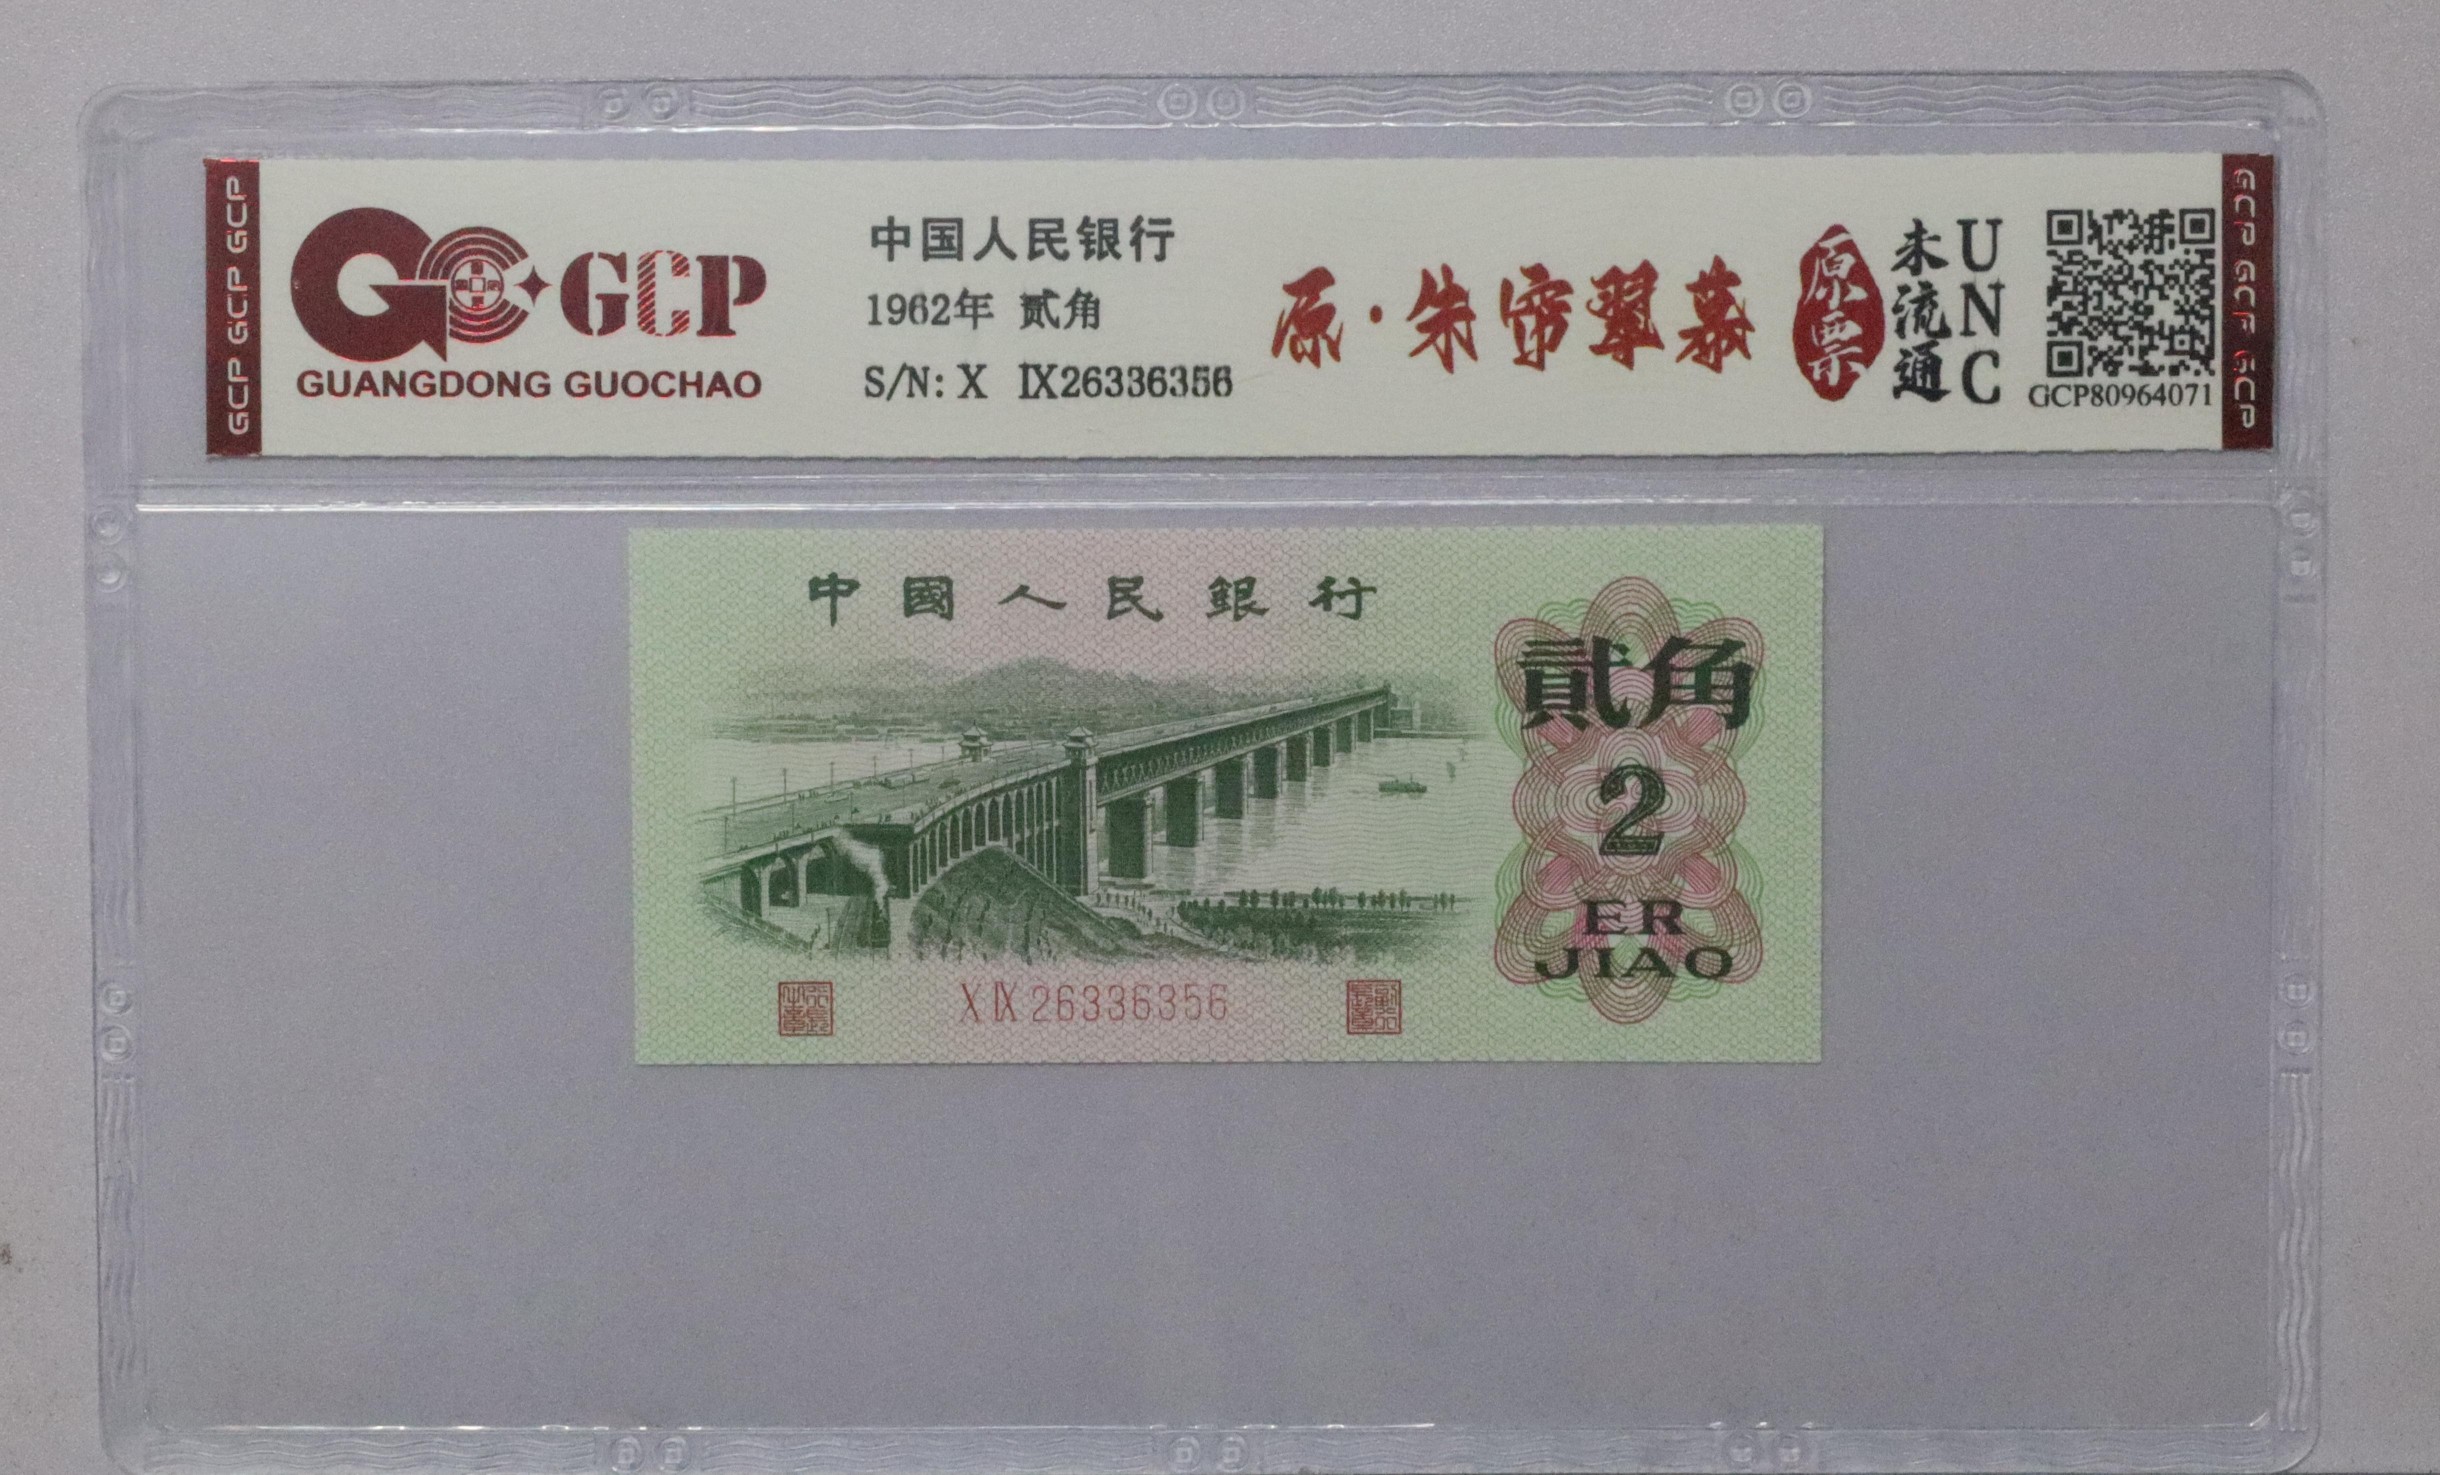 GCP GCP GCP
GCP
GUANGDONG GUOCHAO
中国人民银行
1962年 贰角
S/N: X IX26336356
原·朱帘翠幕
原票
未流通
UNC
GCP80964071
GCP GCP GCP
中國人民銀行
貳角
2
ER
JIAO
X IX 26336356